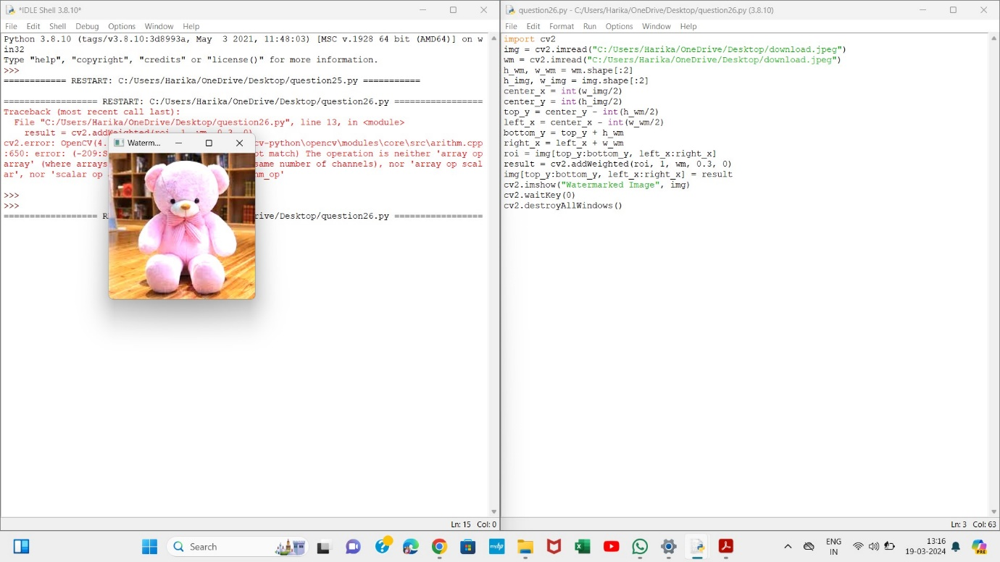 *IDLE Shell 3.8.10*
File Edit Shell Debug Options Window Help
Python 3.8.10 (tags/v3.8.10:3d8993a, May  3 2021, 11:48:03) [MSC v.1928 64 bit (AMD64)] on w
in32
Type "help", "copyright", "credits" or "license()" for more information.
>>>
============ RESTART: C:/Users/Harika/OneDrive/Desktop/question25.py ===========
================== RESTART: C:/Users/Harika/OneDrive/Desktop/question26.py =================
Traceback (most recent call last):
  File "C:/Users/Harika/OneDrive/Desktop/question26.py", line 13, in <module>
    result = cv2.addWeighted(roi, 1, wm, 0.3, 0)
cv2.error: OpenCV(4. cv-python\opencv\modules\core\src\arithm.cpp
:650: error: (-209:S ot match) The operation is neither 'array op
array' (where arrays same number of channels), nor 'array op scal
ar', nor 'scalar op hm_op'
>>>
>>>
================== R rive/Desktop/question26.py =================
Waterm...
Ln: 15 Col: 0
question26.py - C:/Users/Harika/OneDrive/Desktop/question26.py (3.8.10)
File Edit Format Run Options Window Help
import cv2
img = cv2.imread("C:/Users/Harika/OneDrive/Desktop/download.jpeg")
wm = cv2.imread("C:/Users/Harika/OneDrive/Desktop/download.jpeg")
h_wm, w_wm = wm.shape[:2]
h_img, w_img = img.shape[:2]
center_x = int(w_img/2)
center_y = int(h_img/2)
top_y = center_y - int(h_wm/2)
left_x = center_x - int(w_wm/2)
bottom_y = top_y + h_wm
right_x = left_x + w_wm
roi = img[top_y:bottom_y, left_x:right_x]
result = cv2.addWeighted(roi, 1, wm, 0.3, 0)
img[top_y:bottom_y, left_x:right_x] = result
cv2.imshow("Watermarked Image", img)
cv2.waitKey(0)
cv2.destroyAllWindows()
Ln: 3 Col: 63
Search
myhp
ENG
IN
13:16
19-03-2024
PRE